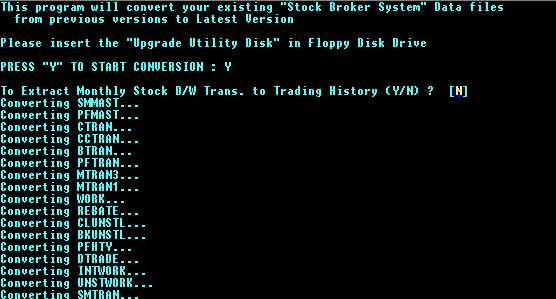 This program will convert your existing "Stock Broker System" Data files
from previous versions to Latest Version
Please insert the "Upgrade Utility Disk" in Floppy Disk Drive
PRESS "Y" TO START CONVERSION : Y
To Extract Monthly Stock D/W Trans. to Trading History (Y/N) ? [N]
Converting SMMAST...
Converting PFMAST...
Converting CTRAN...
Converting CCTRAN...
Converting BTRAN...
Converting PFTRAN...
Converting MTRAN3...
Converting MTRAN1...
Converting WORK...
Converting REBATE...
Converting CLUNSTL...
Converting BKUNSTL...
Converting PFHTY...
Converting DTRADE...
Converting INTWORK...
Converting UNSTWORK...
Converting SMTRAN...